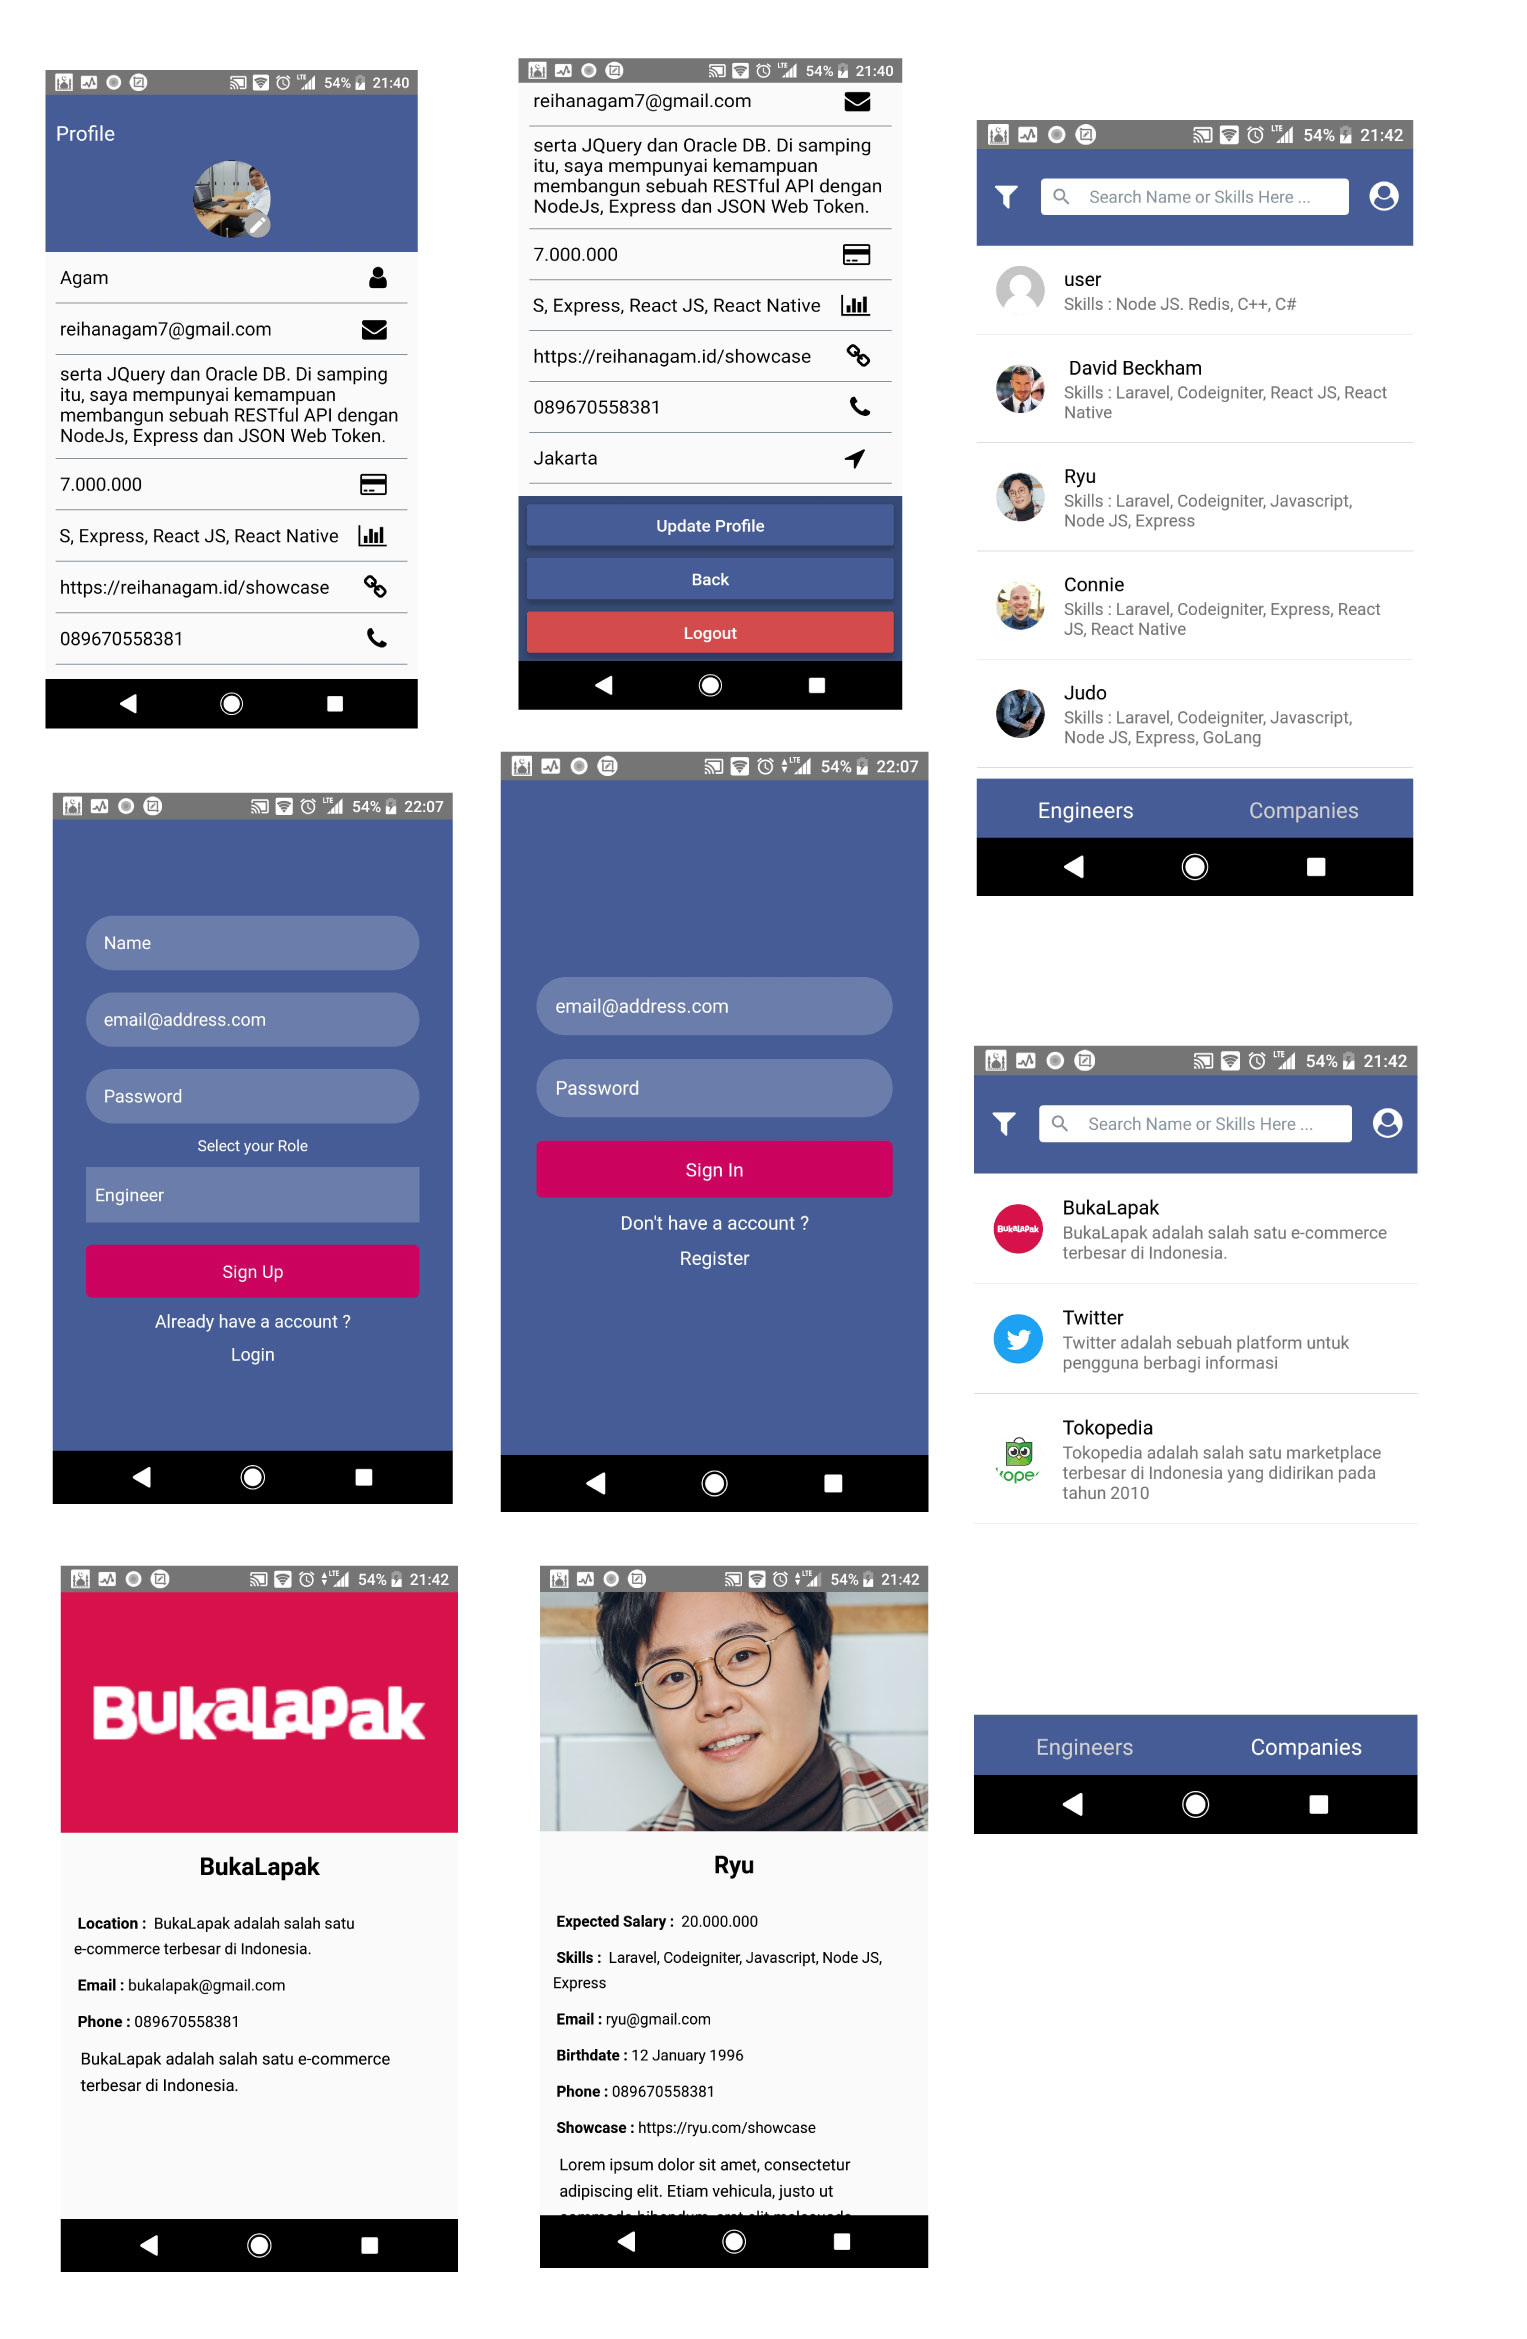 LTE 54% 21:40
Profile
Agam
reihanagam7@gmail.com
serta JQuery dan Oracle DB. Di samping
itu, saya mempunyai kemampuan
membangun sebuah RESTful API dengan
NodeJs, Express dan JSON Web Token.
7.000.000
S, Express, React JS, React Native
https://reihanagam.id/showcase
089670558381
LTE 54% 21:40
reihanagam7@gmail.com
serta JQuery dan Oracle DB. Di samping
itu, saya mempunyai kemampuan
membangun sebuah RESTful API dengan
NodeJs, Express dan JSON Web Token.
7.000.000
S, Express, React JS, React Native
https://reihanagam.id/showcase
089670558381
Jakarta
Update Profile
Back
Logout
LTE 54% 21:42
Search Name or Skills Here ...
user
Skills : Node JS. Redis, C++, C#
David Beckham
Skills : Laravel, Codeigniter, React JS, React
Native
Ryu
Skills : Laravel, Codeigniter, Javascript,
Node JS, Express
Connie
Skills : Laravel, Codeigniter, Express, React
JS, React Native
Judo
Skills : Laravel, Codeigniter, Javascript,
Node JS, Express, GoLang
Engineers Companies
LTE 54% 22:07
Name
email@address.com
Password
Select your Role
Engineer
Sign Up
Already have a account ?
Login
LTE 54% 22:07
email@address.com
Password
Sign In
Don't have a account ?
Register
LTE 54% 21:42
Search Name or Skills Here ...
BukaLapak
BukaLapak
BukaLapak adalah salah satu e-commerce
terbesar di Indonesia.
Twitter
Twitter adalah sebuah platform untuk
pengguna berbagi informasi
Tokopedia
Tokopedia adalah salah satu marketplace
terbesar di Indonesia yang didirikan pada
tahun 2010
Engineers Companies
LTE 54% 21:42
BukaLapak
BukaLapak
Location : BukaLapak adalah salah satu
e-commerce terbesar di Indonesia.
Email : bukalapak@gmail.com
Phone : 089670558381
BukaLapak adalah salah satu e-commerce
terbesar di Indonesia.
LTE 54% 21:42
Ryu
Expected Salary : 20.000.000
Skills : Laravel, Codeigniter, Javascript, Node JS,
Express
Email : ryu@gmail.com
Birthdate : 12 January 1996
Phone : 089670558381
Showcase : https://ryu.com/showcase
Lorem ipsum dolor sit amet, consectetur
adipiscing elit. Etiam vehicula, justo ut